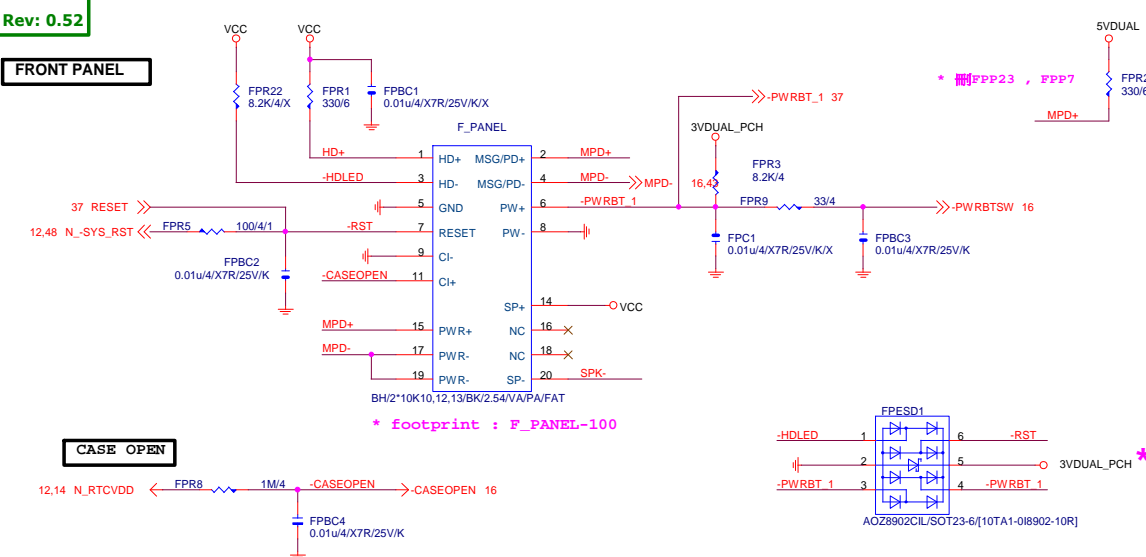 Rev: 0.52
FRONT PANEL
VCC
VCC
5VDUAL
FPR22
8.2K/4/X
FPR1
330/6
FPBC1
0.01u/4/X7R/25V/K/X
* 刪FPP23 , FPP7
330/6
MPD+
-PWRBT_1 37
3VDUAL_PCH
FPR3
8.2K/4
F_PANEL
HD+
1
HD+
MSG/PD+
2
MPD+
-HDLED
3
HD-
MSG/PD-
4
MPD-
MPD-
5
GND
PW+
6
-PWRBT_1
FPR9
33/4
-PWRBTSW 16
37 RESET
12,48 N_-SYS_RST
FPR5
100/4/1
-RST
7
RESET
PW-
8
FPC1
0.01u/4/X7R/25V/K/X
FPBC3
0.01u/4/X7R/25V/K
FPBC2
0.01u/4/X7R/25V/K
9
CI-
-CASEOPEN
11
CI+
SP+
14
VCC
MPD+
15
PWR+
NC
16
MPD-
17
PWR-
NC
18
19
PWR-
SP-
20
SPK-
BH/2*10K10,12,13/BK/2.54/VA/PA/FAT
* footprint : F_PANEL-100
CASE OPEN
12,14 N_RTCVDD
FPR8
1M/4
-CASEOPEN
-CASEOPEN 16
FPBC4
0.01u/4/X7R/25V/K
FPESD1
-HDLED
1
6
-RST
2
5
3VDUAL_PCH
*
-PWRBT_1
3
4
-PWRBT_1
AOZ8902CIL/SOT23-6/[10TA1-0I8902-10R]